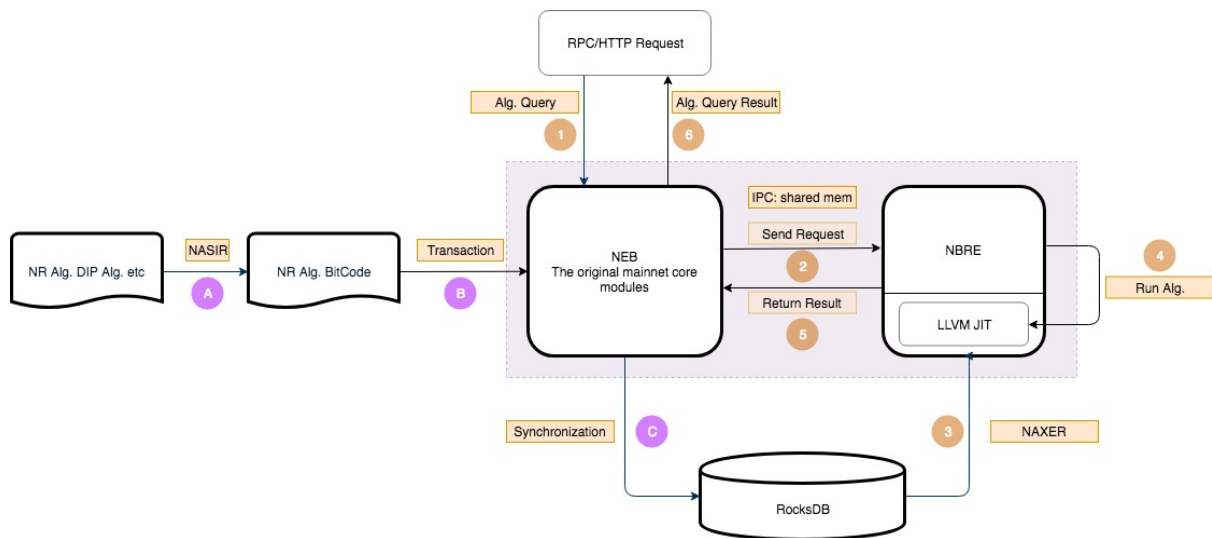 RPC/HTTP Request
Alg. Query
Alg. Query Result
1
6
IPC: shared mem
NASIR
Transaction
Send Request
NEB
The original mainnet core
modules
NBRE
4
NR Alg. DIP Alg. etc
NR Alg. BitCode
2
A
B
Run Alg.
Return Result
LLVM JIT
5
Synchronization
C
3
NAXER
RocksDB